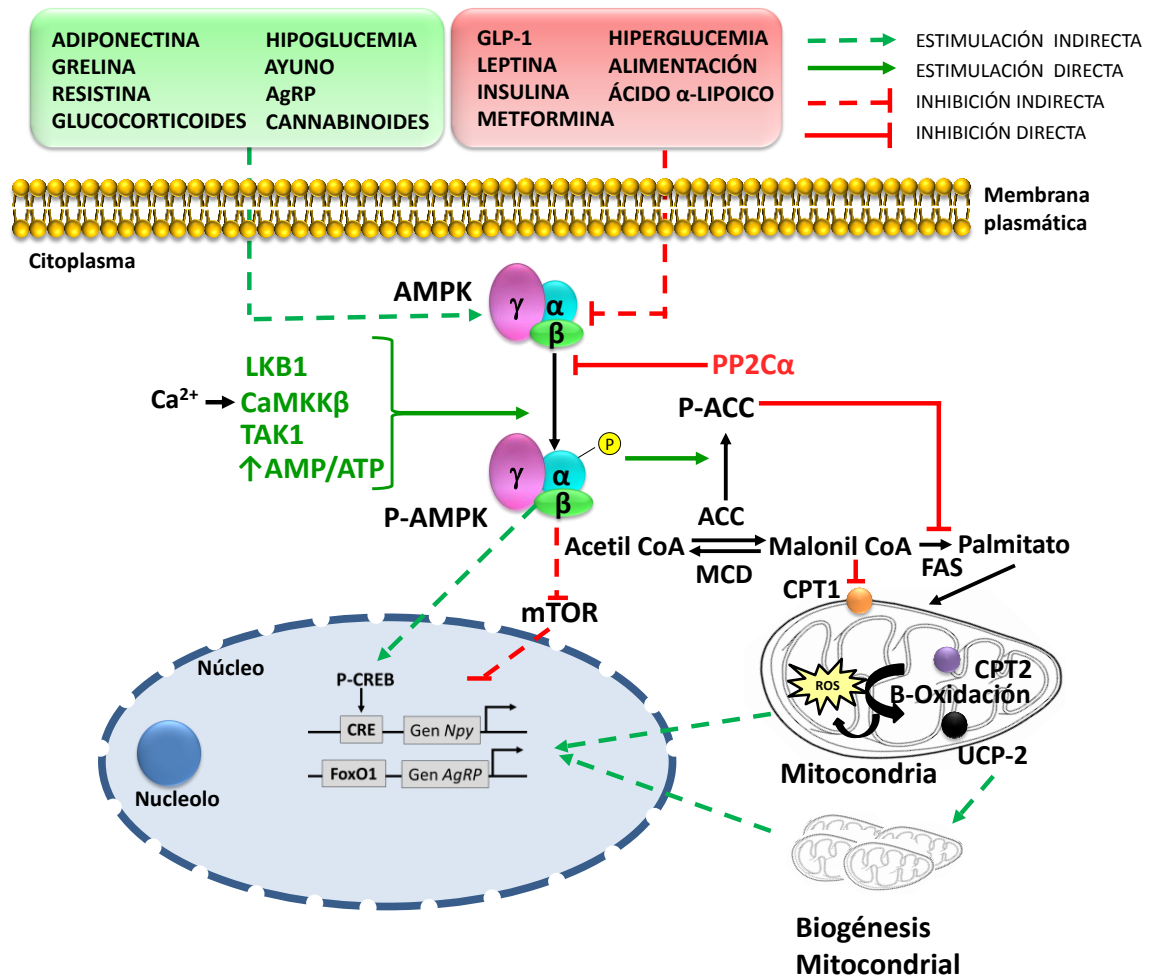 ADIPONECTINA HIPOGLUCEMIA
GRELINA AYUNO
RESISTINA AgRP
GLUCOCORTICOIDES CANNABINOIDES
GLP-1 HIPERGLUCEMIA
LEPTINA ALIMENTACIÓN
INSULINA ÁCIDO α-LIPOICO
METFORMINA
ESTIMULACIÓN INDIRECTA
ESTIMULACIÓN DIRECTA
INHIBICIÓN INDIRECTA
INHIBICIÓN DIRECTA
Membrana
plasmática
Citoplasma
AMPK
γ α
β
PP2Cα
LKB1
Ca²⁺ CaMKKβ
TAK1
↑AMP/ATP
P-ACC
P
γ α
β
P-AMPK
ACC
Acetil CoA Malonil CoA Palmitato
MCD FAS
CPT1
mTOR
Núcleo
P-CREB
CRE Gen Npy
FoxO1 Gen AgRP
Nucleolo
ROS
CPT2
B-Oxidación
UCP-2
Mitocondria
Biogénesis
Mitocondrial